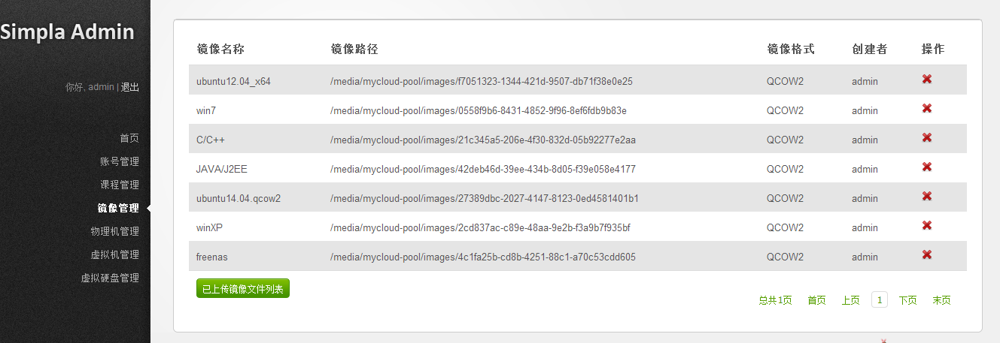 Simpla Admin
你好, admin | 退出
首页
账号管理
课程管理
镜像管理
物理机管理
虚拟机管理
虚拟硬盘管理
镜像名称 镜像路径 镜像格式 创建者 操作
ubuntu12.04_x64 /media/mycloud-pool/images/f7051323-1344-421d-9507-db71f38e0e25 QCOW2 admin
win7 /media/mycloud-pool/images/0558f9b6-8431-4852-9f96-8ef6fdb9b83e QCOW2 admin
C/C++ /media/mycloud-pool/images/21c345a5-206e-4f30-832d-05b92277e2aa QCOW2 admin
JAVA/J2EE /media/mycloud-pool/images/42deb46d-39ee-434b-8d05-f39e058e4177 QCOW2 admin
ubuntu14.04.qcow2 /media/mycloud-pool/images/27389dbc-2027-4147-8123-0ed4581401b1 QCOW2 admin
winXP /media/mycloud-pool/images/2cd837ac-c89e-48aa-9e2b-f3a9b7f935bf QCOW2 admin
freenas /media/mycloud-pool/images/4c1fa25b-cd8b-4251-88c1-a70c53cdd605 QCOW2 admin
已上传镜像文件列表
总共1页 首页 上页 1 下页 末页